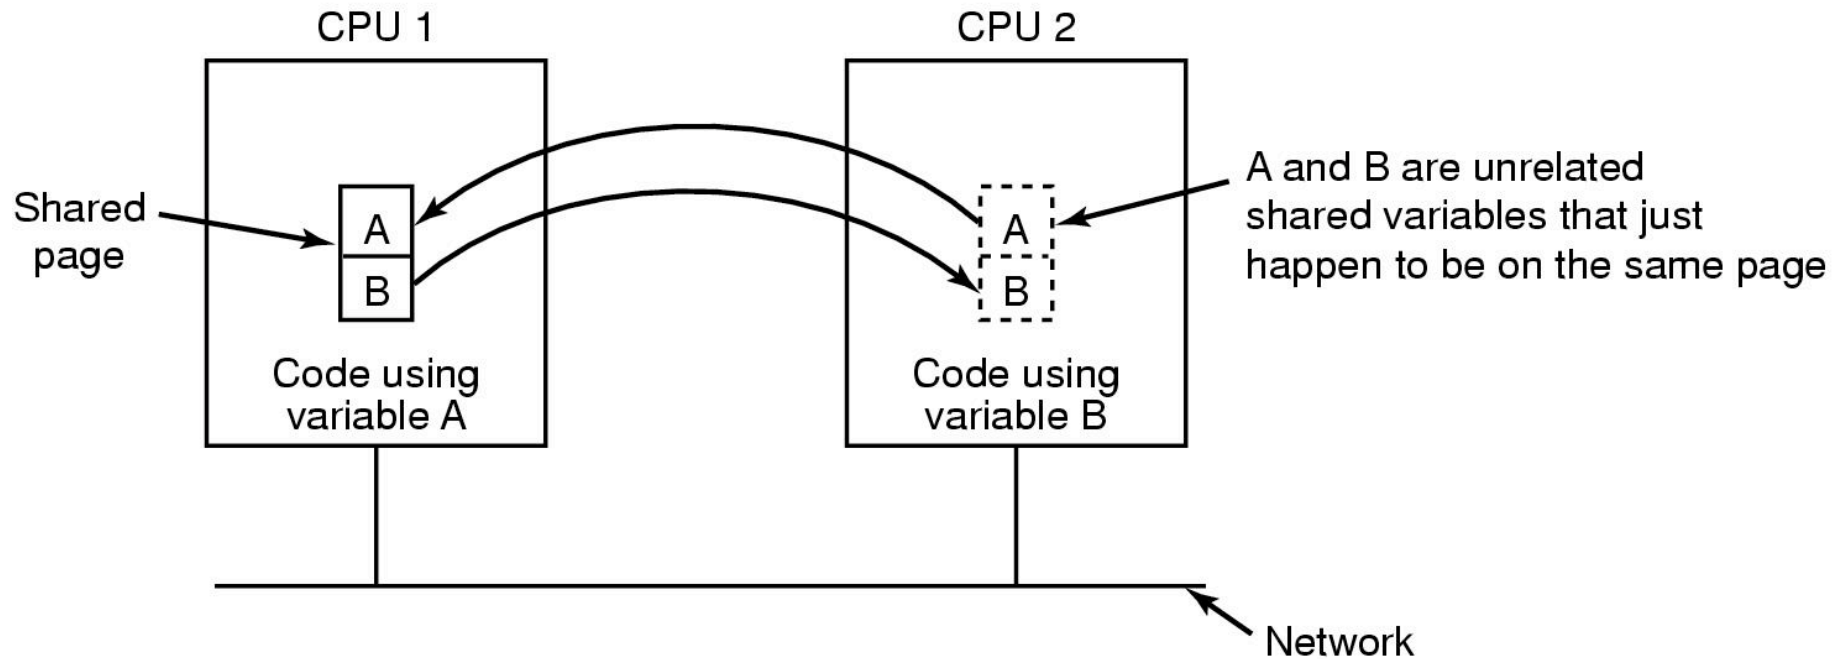 CPU 1
CPU 2
Shared
page
A
B
A
B
A and B are unrelated
shared variables that just
happen to be on the same page
Code using
variable A
Code using
variable B
Network